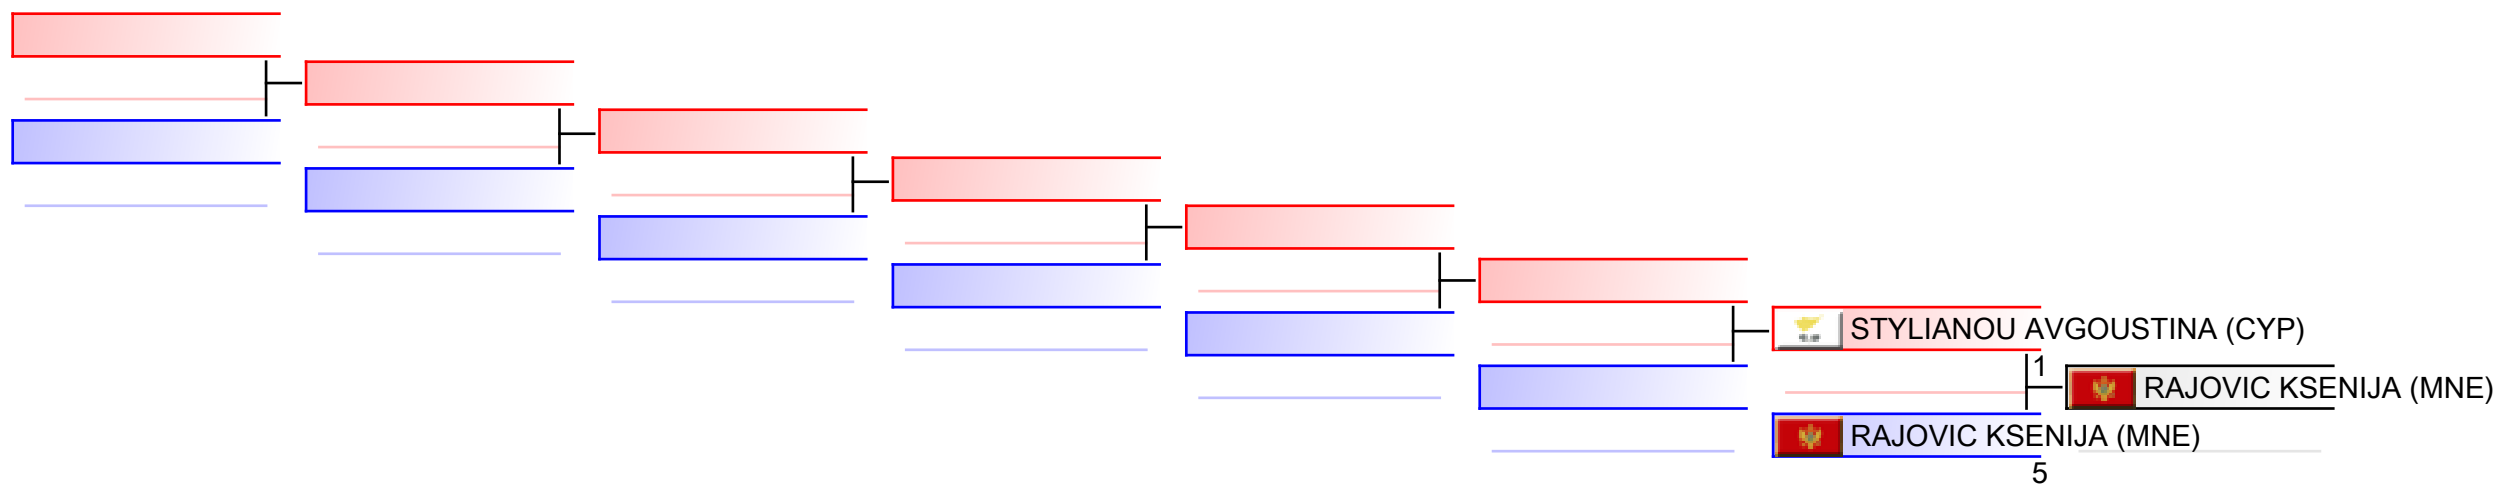 STYLIANOU AVGOUSTINA (CYP)
1
RAJOVIC KSENIJA (MNE)
RAJOVIC KSENIJA (MNE)
5